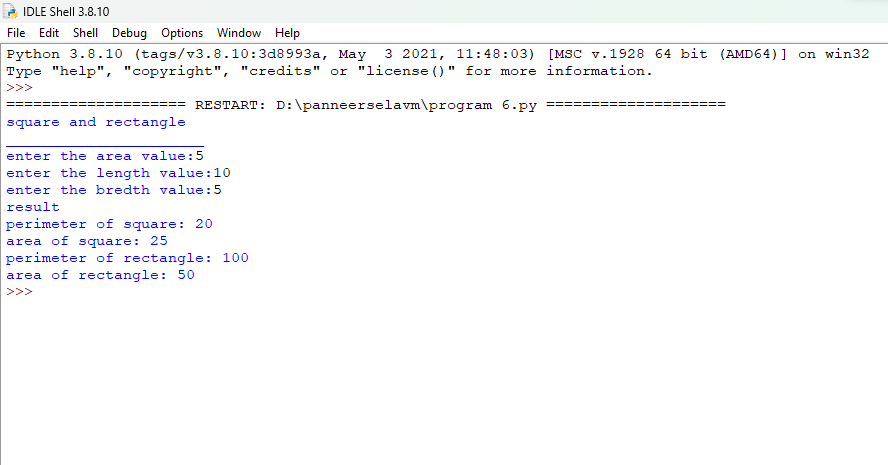 IDLE Shell 3.8.10
File Edit Shell Debug Options Window Help
Python 3.8.10 (tags/v3.8.10:3d8993a, May  3 2021, 11:48:03) [MSC v.1928 64 bit (AMD64)] on win32
Type "help", "copyright", "credits" or "license()" for more information.
>>>
==================== RESTART: D:\panneerselavm\program 6.py ====================
square and rectangle
______________________
enter the area value:5
enter the length value:10
enter the bredth value:5
result
perimeter of square: 20
area of square: 25
perimeter of rectangle: 100
area of rectangle: 50
>>>